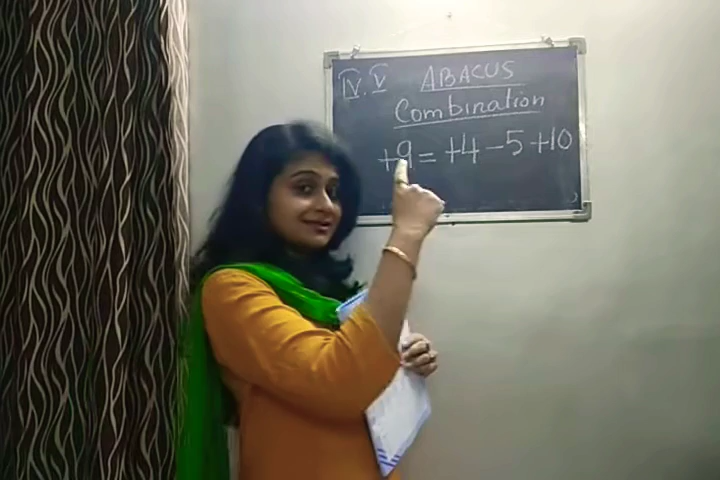 IV. V
ABACUS
Combination
+9 = +4 - 5 + 10